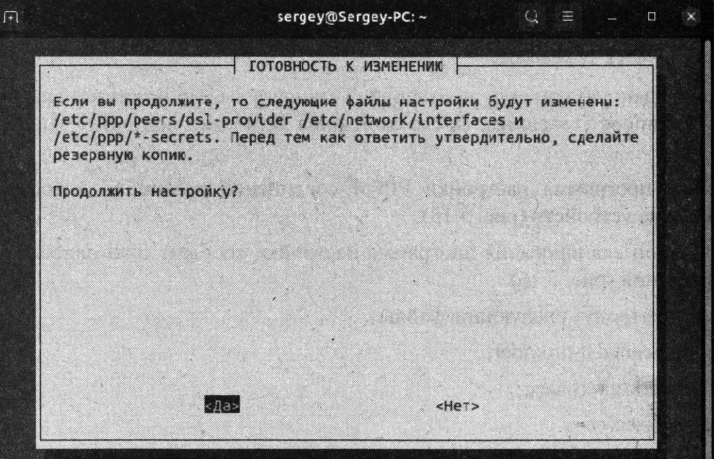 sergey@Sergey-PC: ~
ГОТОВНОСТЬ К ИЗМЕНЕНИЮ
Если вы продолжите, то следующие файлы настройки будут изменены:
/etc/ppp/peers/dsl-provider /etc/network/interfaces и
/etc/ppp/*-secrets. Перед тем как ответить утвердительно, сделайте
резервную копию.
Продолжить настройку?
<Да> <Нет>